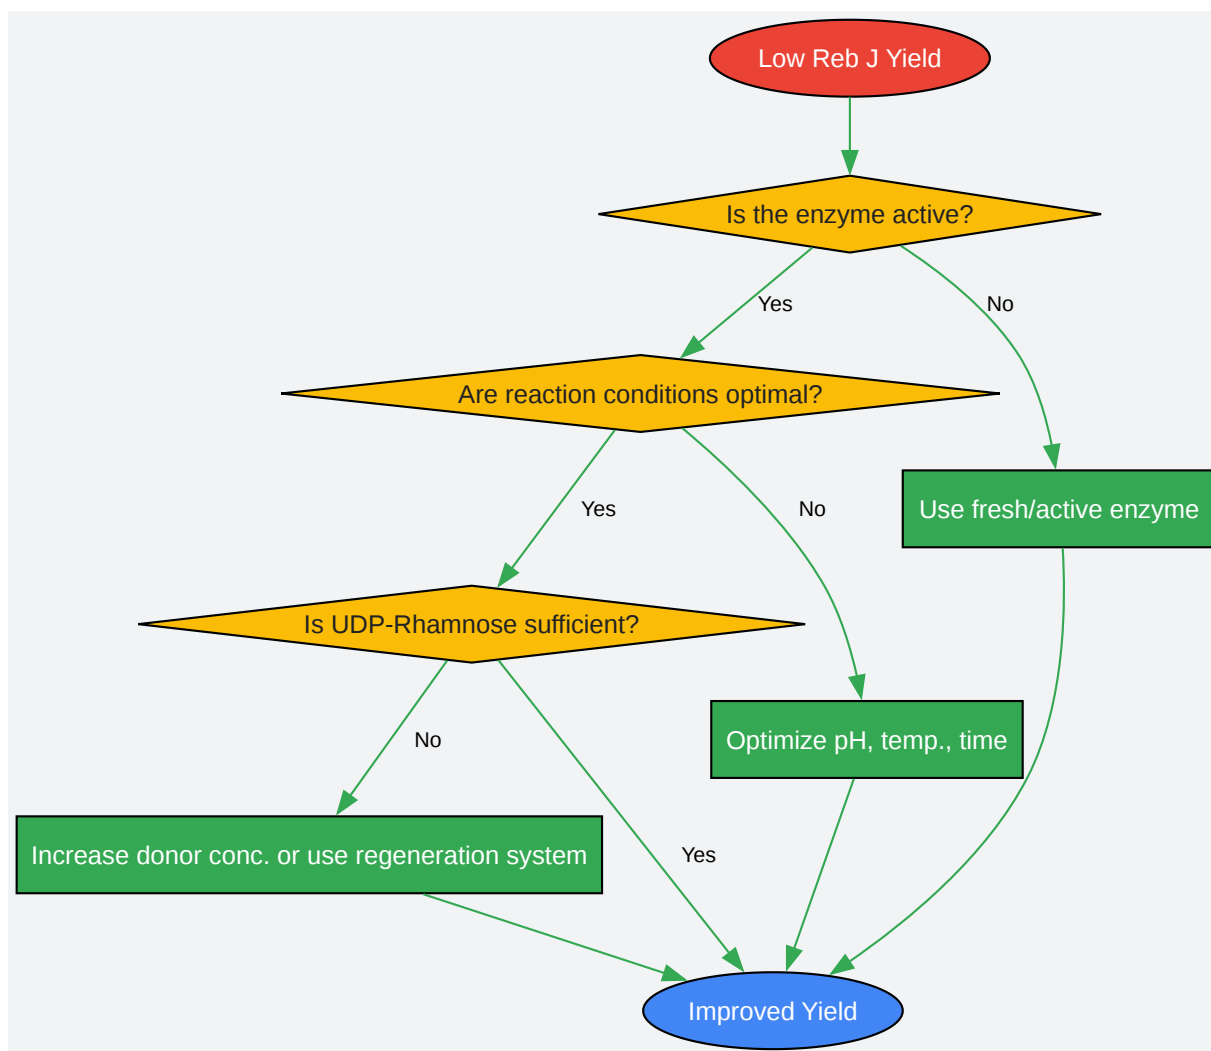 Low Reb J Yield
Is the enzyme active?
Yes
No
Are reaction conditions optimal?
Yes
No
Use fresh/active enzyme
Is UDP-Rhamnose sufficient?
No
Optimize pH, temp., time
Increase donor conc. or use regeneration system
Yes
Improved Yield